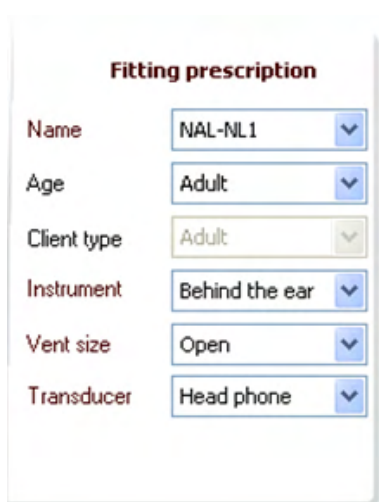 Fitting prescription
Name NAL-NL1
Age Adult
Client type Adult
Instrument Behind the ear
Vent size Open
Transducer Head phone